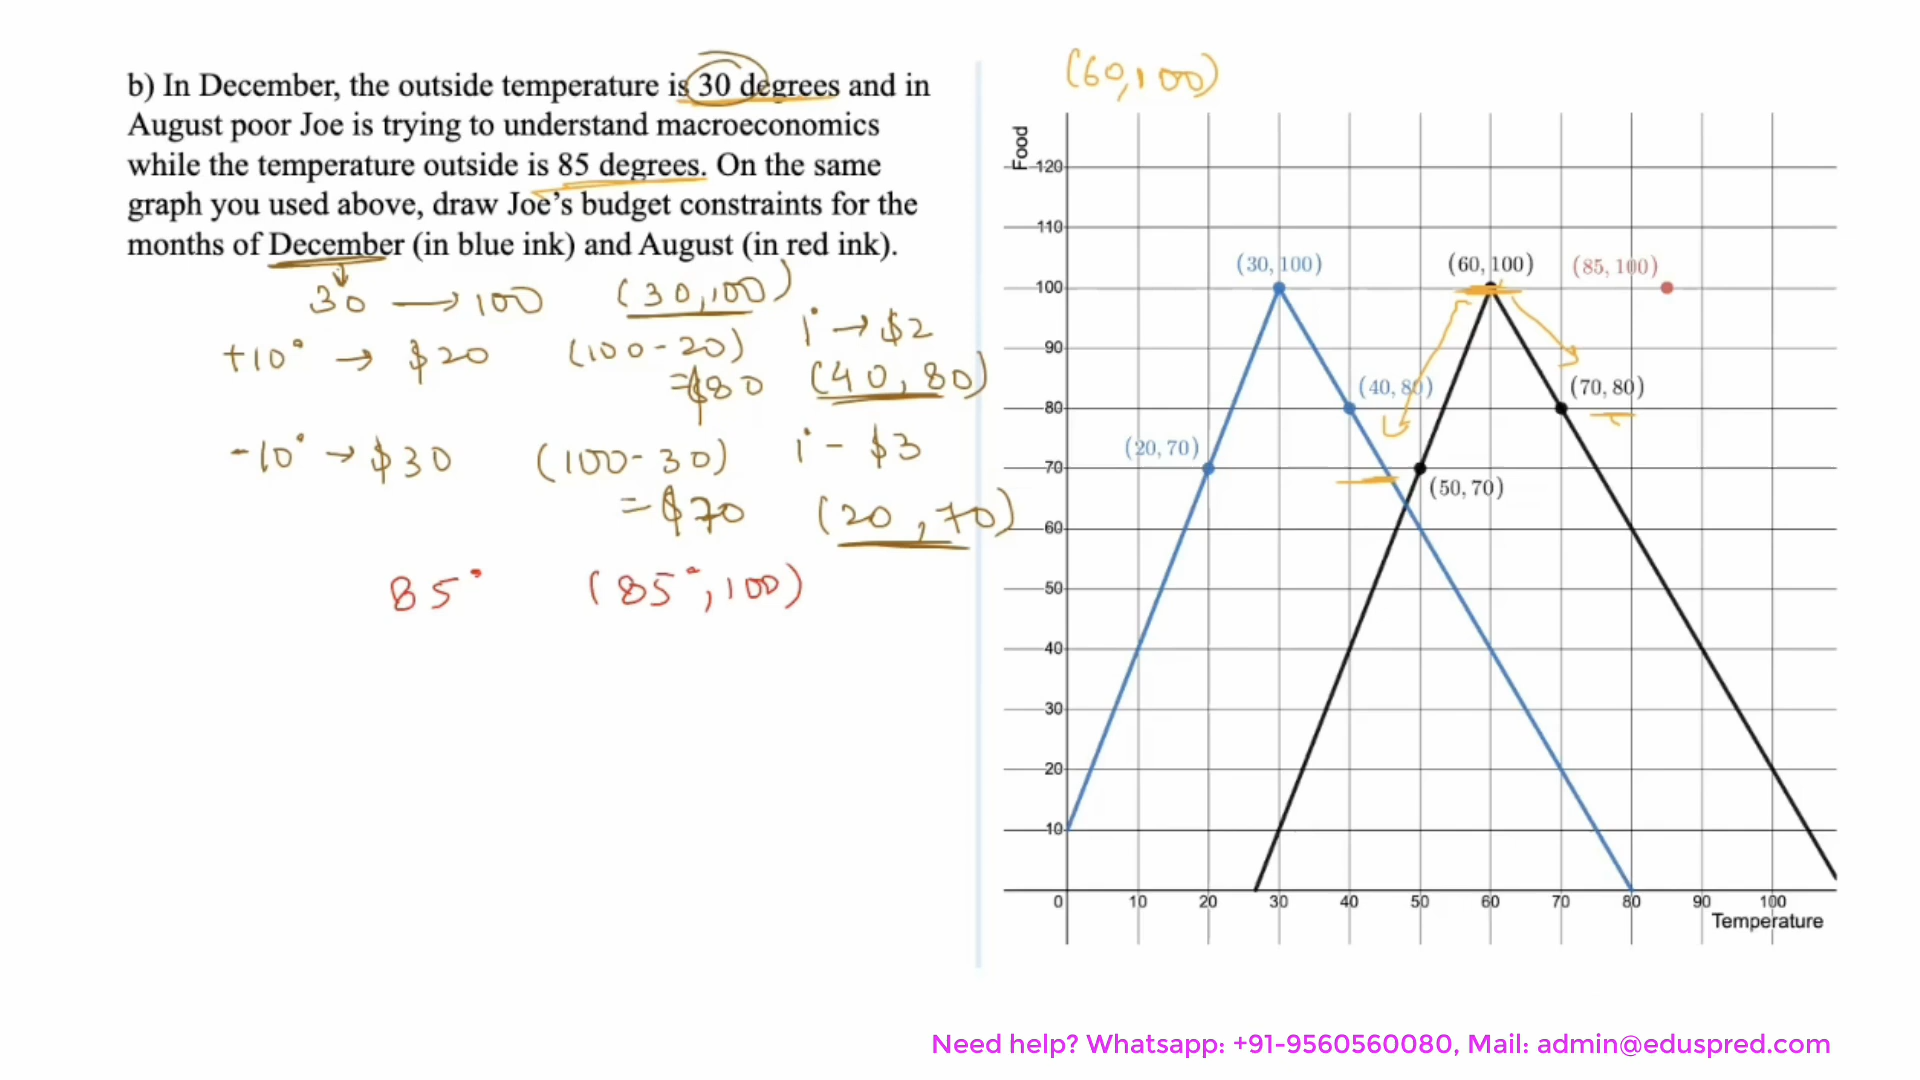 b) In December, the outside temperature is 30 degrees and in
August poor Joe is trying to understand macroeconomics
while the temperature outside is 85 degrees. On the same
graph you used above, draw Joe's budget constraints for the
months of December (in blue ink) and August (in red ink).
30 → 100 (30,100)
+10° → $20 (100-20) 1° → $2
=$80 (40,80)
-10° → $30 (100-30) 1° - $3
= $70 (20,70)
85° (85°,100)
(60,100)
Food
120
110
(30, 100) (60, 100) (85, 100)
100
90
(40, 80) (70, 80)
80
(20, 70)
70
(50, 70)
60
50
40
30
20
10
0 10 20 30 40 50 60 70 80 90 100
Temperature
Need help? Whatsapp: +91-9560560080, Mail: admin@eduspred.com